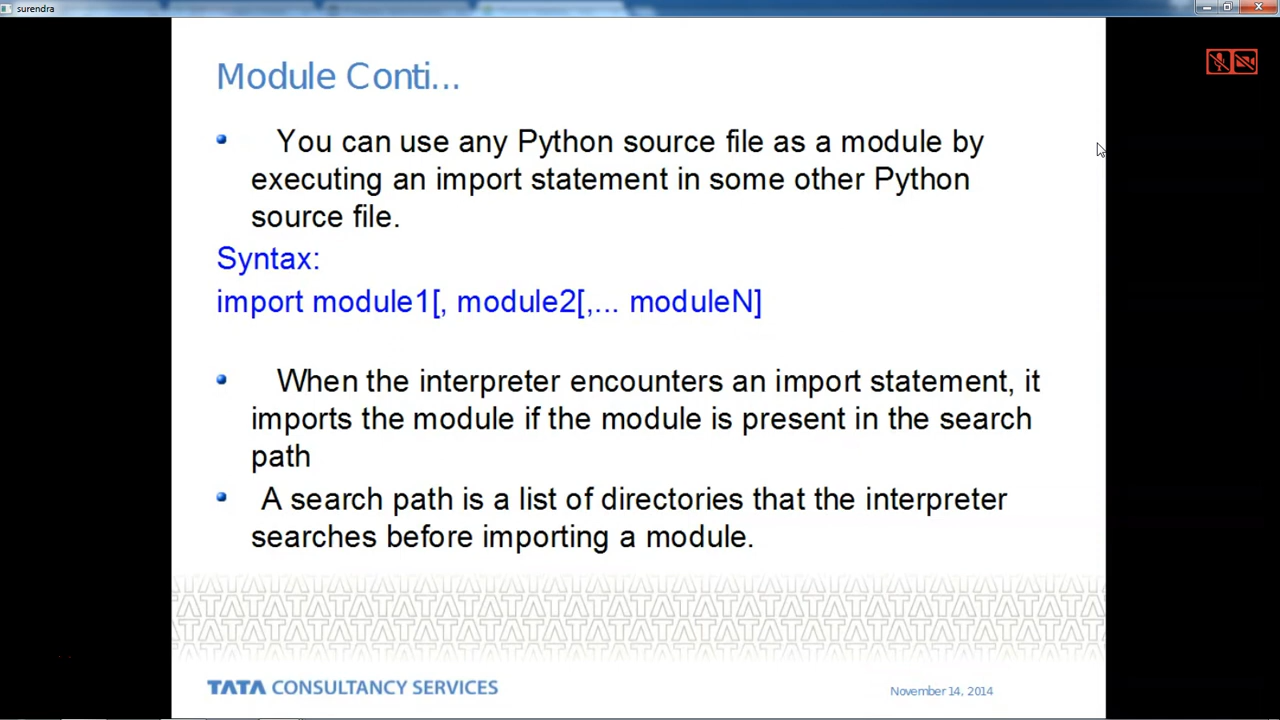 surendra
Module Conti...
You can use any Python source file as a module by
executing an import statement in some other Python
source file.
Syntax:
import module1[, module2[,... moduleN]
When the interpreter encounters an import statement, it
imports the module if the module is present in the search
path
A search path is a list of directories that the interpreter
searches before importing a module.
TATA CONSULTANCY SERVICES
November 14, 2014